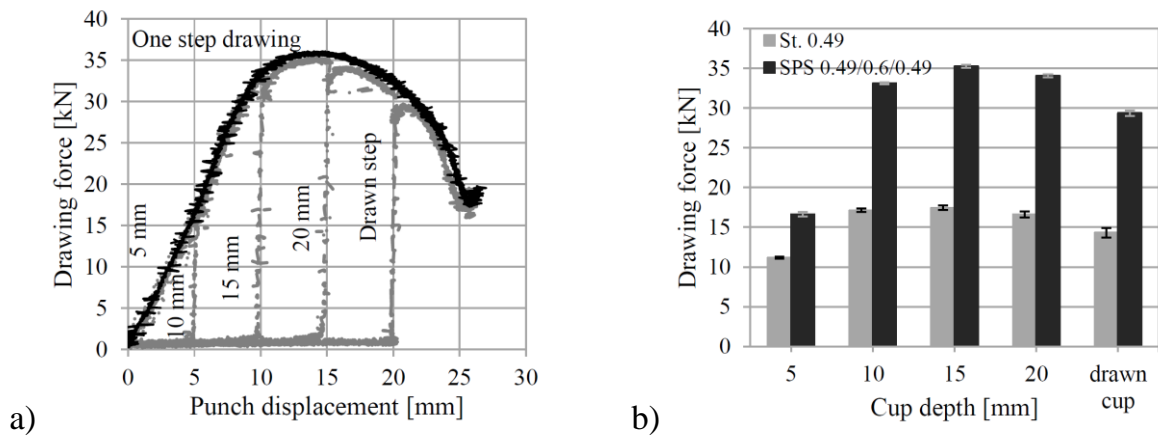 One step drawing
Drawing force [kN]
40
35
30
25
20
15
10
5
0
5 mm
10 mm
15 mm
20 mm
Drawn step
0 5 10 15 20 25 30
Punch displacement [mm]
a)
St. 0.49
SPS 0.49/0.6/0.49
Drawing force [kN]
40
35
30
25
20
15
10
5
0
5 10 15 20 drawn
cup
Cup depth [mm]
b)